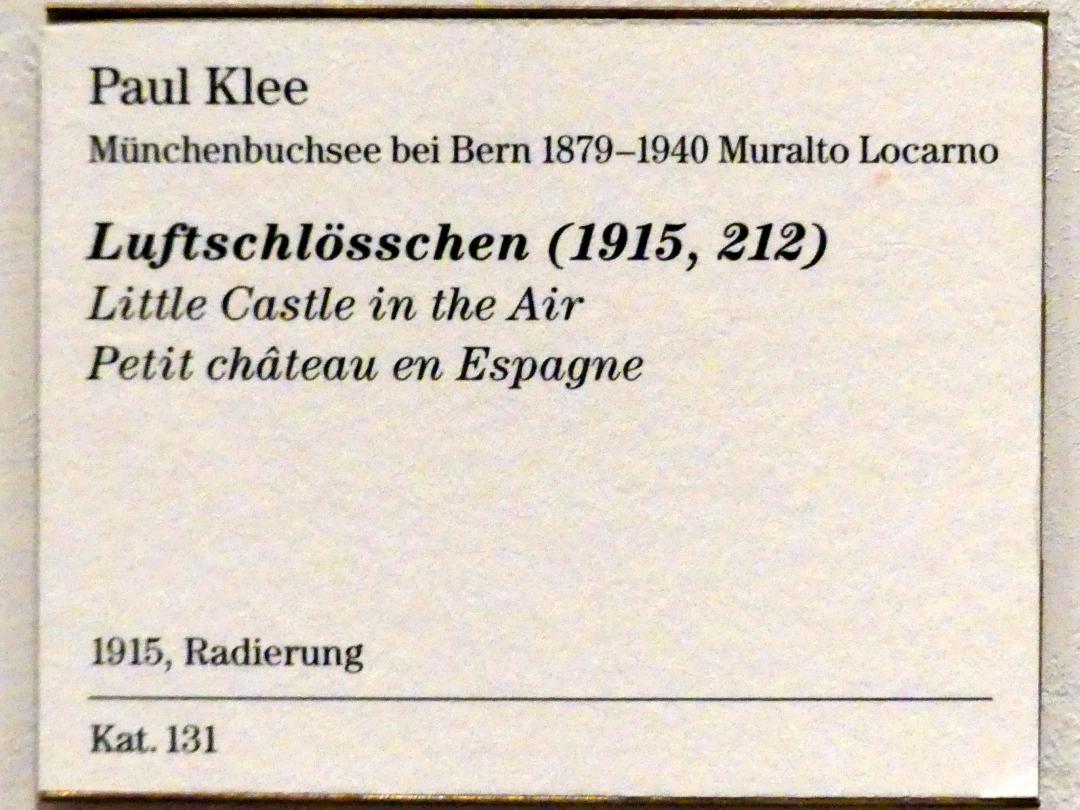 Paul Klee
Münchenbuchsee bei Bern 1879–1940 Muralto Locarno
Luftschlösschen (1915, 212)
Little Castle in the Air
Petit château en Espagne
1915, Radierung
Kat. 131